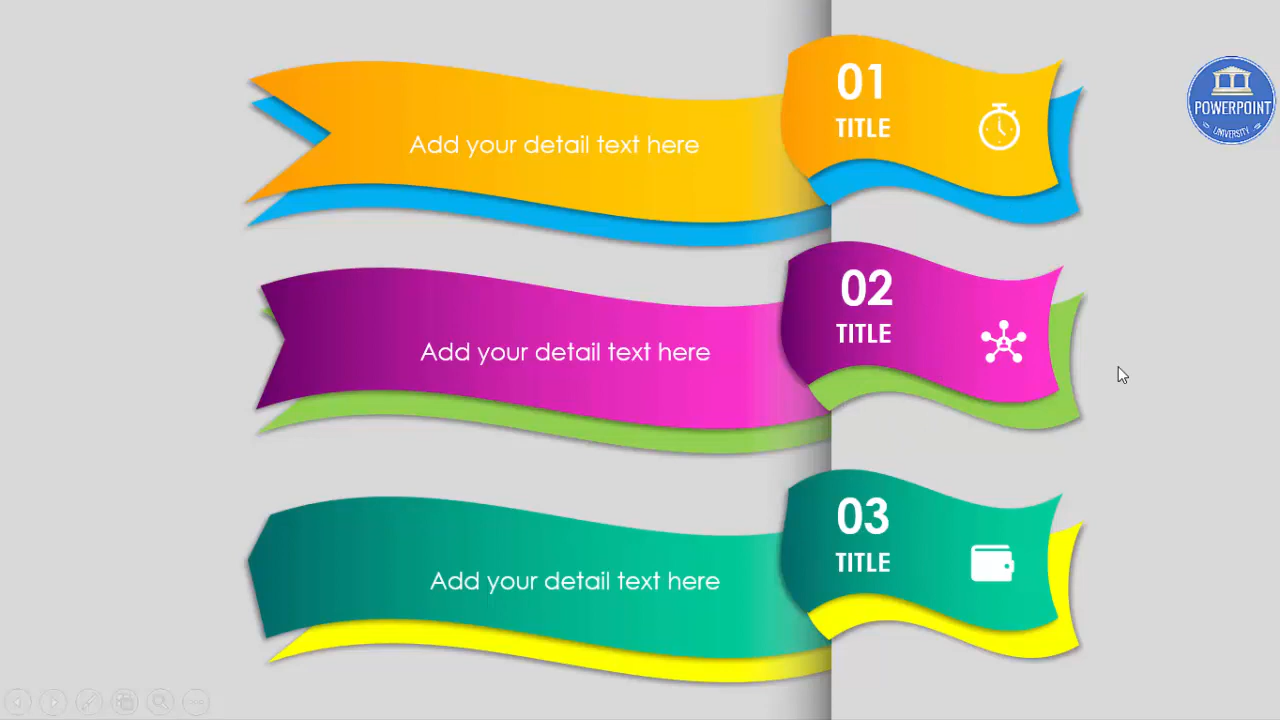 01
TITLE
Add your detail text here
POWERPOINT
UNIVERSITY
02
TITLE
Add your detail text here
03
TITLE
Add your detail text here